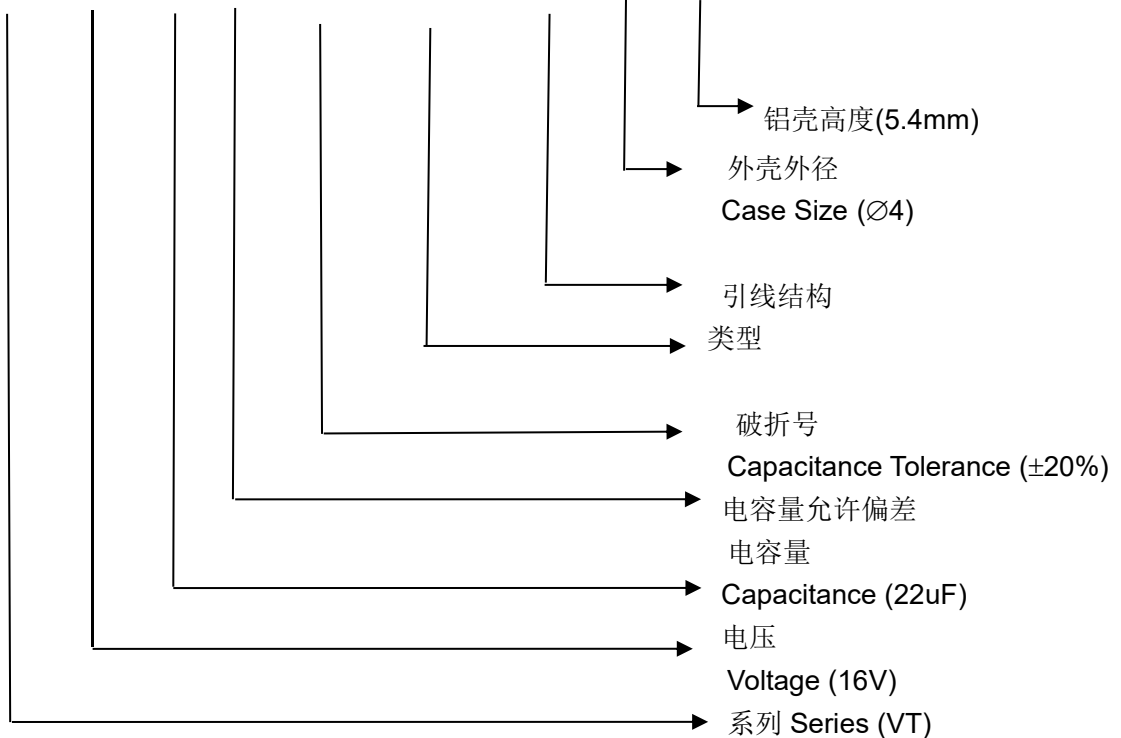 铝壳高度(5.4mm)
外壳外径
Case Size (∅4)
引线结构
类型
破折号
Capacitance Tolerance (±20%)
电容量允许偏差
电容量
Capacitance (22uF)
电压
Voltage (16V)
系列 Series (VT)